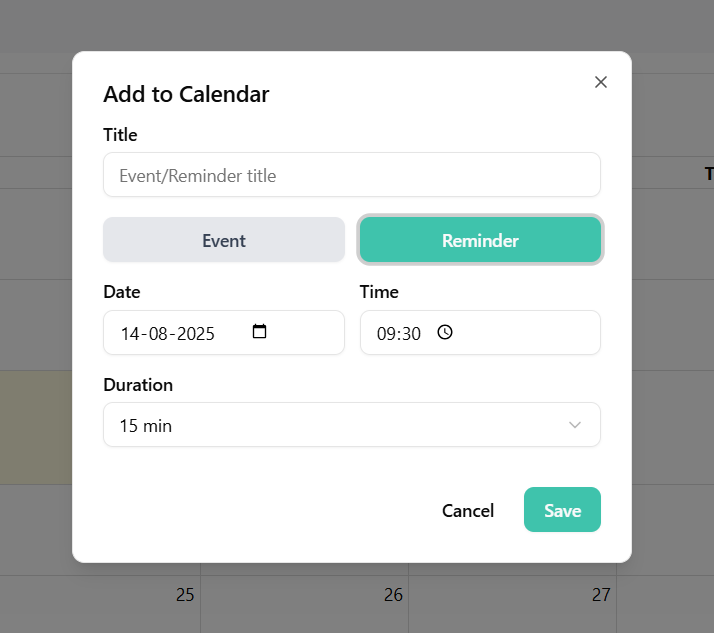 Add to Calendar
Title
Event/Reminder title
Event Reminder
Date Time
14-08-2025 09:30
Duration
15 min
Cancel Save
T
25 26 27